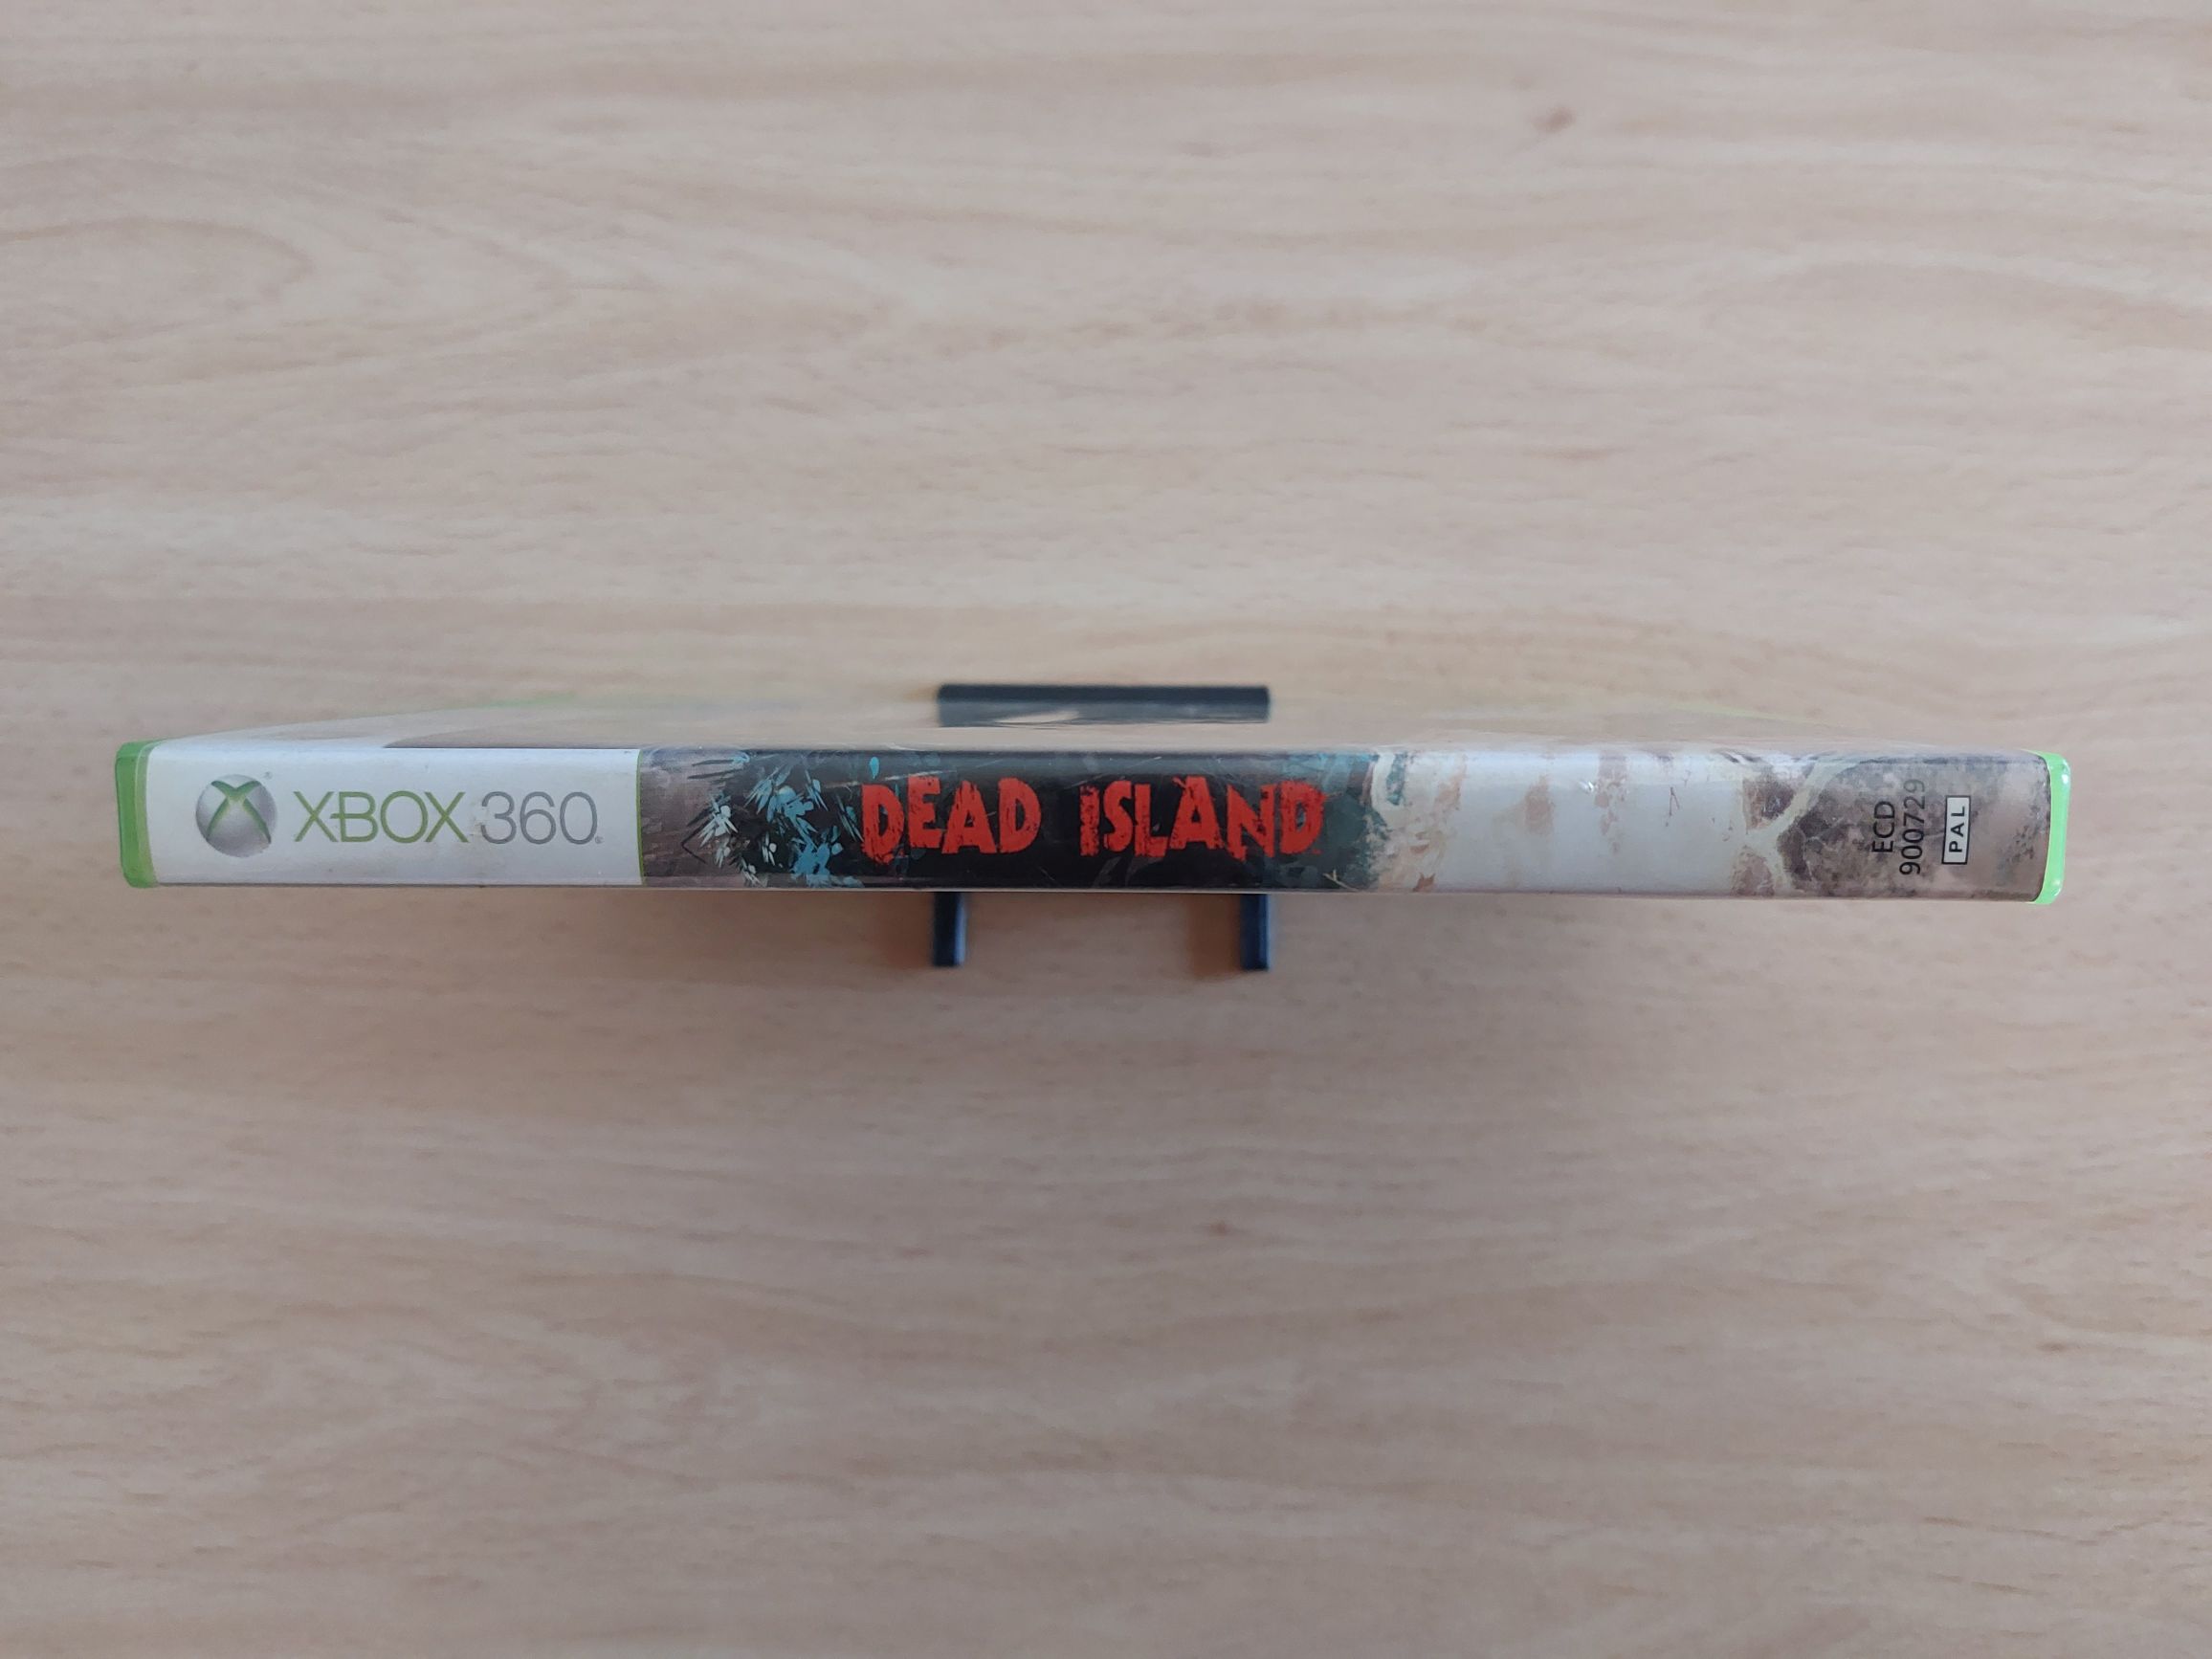 XBOX 360
DEAD ISLAND
ECD
900729
PAL